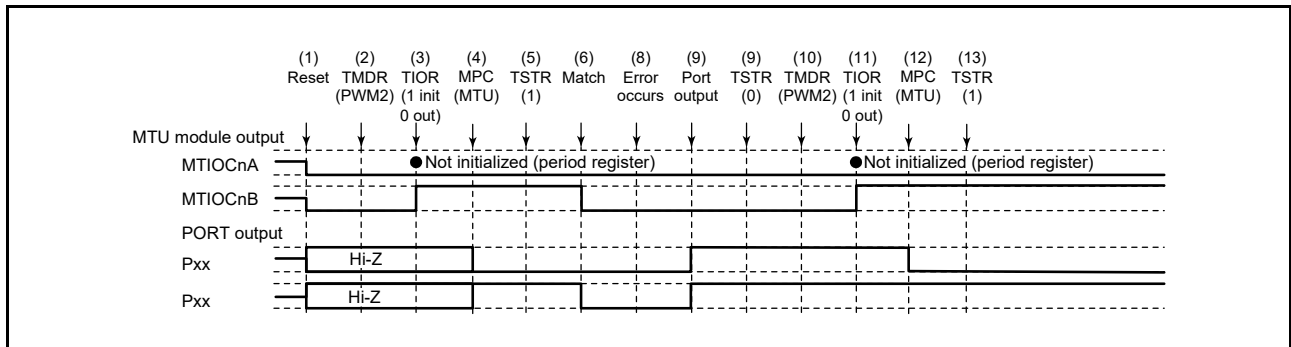 (1) (2) (3) (4) (5) (6) (8) (9) (9) (10) (11) (12) (13)
Reset TMDR TIOR MPC TSTR Match Error Port TSTR TMDR TIOR MPC TSTR
(PWM2) (1 init (MTU) (1) occurs output (0) (PWM2) (1 init (MTU) (1)
0 out) 0 out)
MTU module output
MTIOCnA ●Not initialized (period register) ●Not initialized (period register)
MTIOCnB
PORT output
Pxx Hi-Z
Pxx Hi-Z